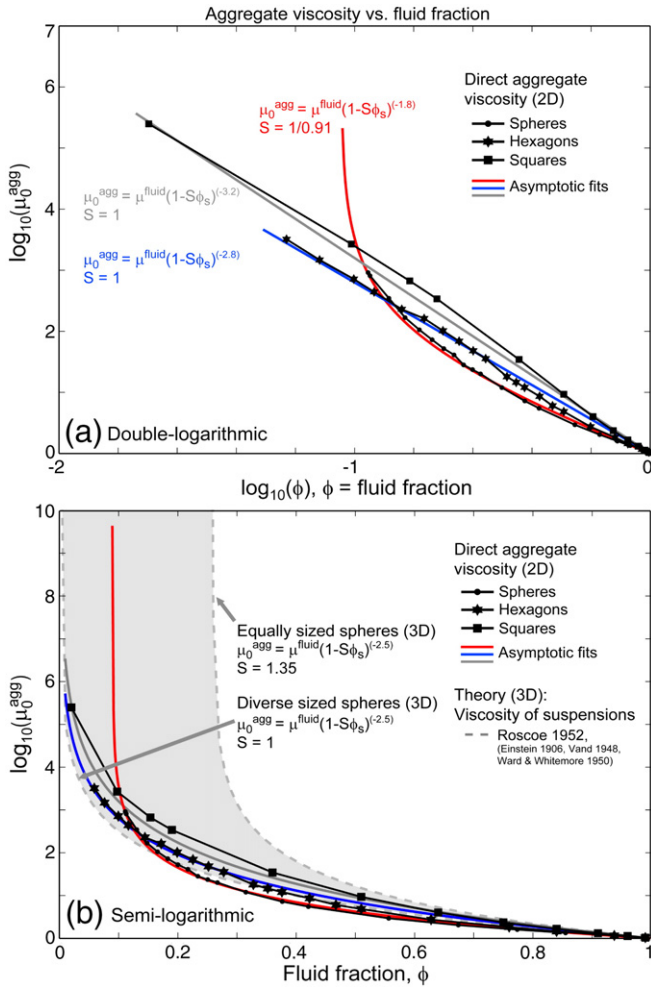 Aggregate viscosity vs. fluid fraction
7
6
4
2
0
log₁₀(μ₀ᵃᵍᵍ)
μ₀ᵃᵍᵍ = μᶠˡᵘⁱᵈ(1-Sϕₛ)⁽⁻¹·⁸⁾
S = 1/0.91
Direct aggregate
viscosity (2D)
Spheres
Hexagons
Squares
Asymptotic fits
μ₀ᵃᵍᵍ = μᶠˡᵘⁱᵈ(1-Sϕₛ)⁽⁻³·²⁾
S = 1
μ₀ᵃᵍᵍ = μᶠˡᵘⁱᵈ(1-Sϕₛ)⁽⁻²·⁸⁾
S = 1
(a) Double-logarithmic
-2 -1 0
log₁₀(ϕ), ϕ = fluid fraction
10
8
6
4
2
0
log₁₀(μ₀ᵃᵍᵍ)
Direct aggregate
viscosity (2D)
Spheres
Hexagons
Squares
Asymptotic fits
Equally sized spheres (3D)
μ₀ᵃᵍᵍ = μᶠˡᵘⁱᵈ(1-Sϕₛ)⁽⁻²·⁵⁾
S = 1.35
Diverse sized spheres (3D)
μ₀ᵃᵍᵍ = μᶠˡᵘⁱᵈ(1-Sϕₛ)⁽⁻²·⁵⁾
S = 1
Theory (3D):
Viscosity of suspensions
Roscoe 1952,
(Einstein 1906, Vand 1948,
Ward & Whitemore 1950)
(b) Semi-logarithmic
0 0.2 0.4 0.6 0.8 1
Fluid fraction, ϕ